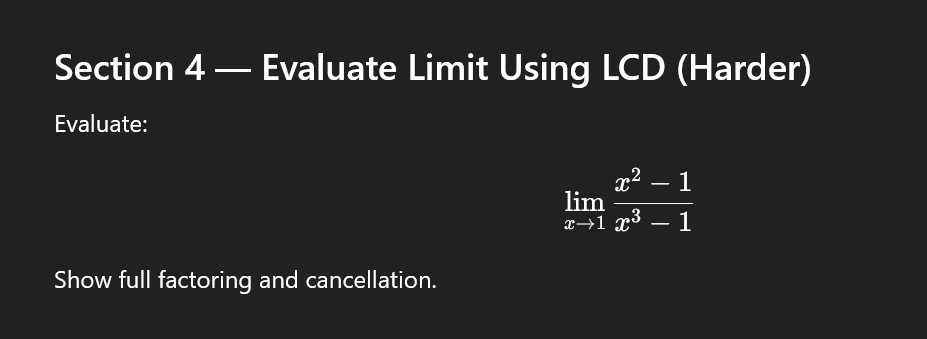 Section 4 — Evaluate Limit Using LCD (Harder)
Evaluate:
lim x→1 x² − 1 / x³ − 1
Show full factoring and cancellation.